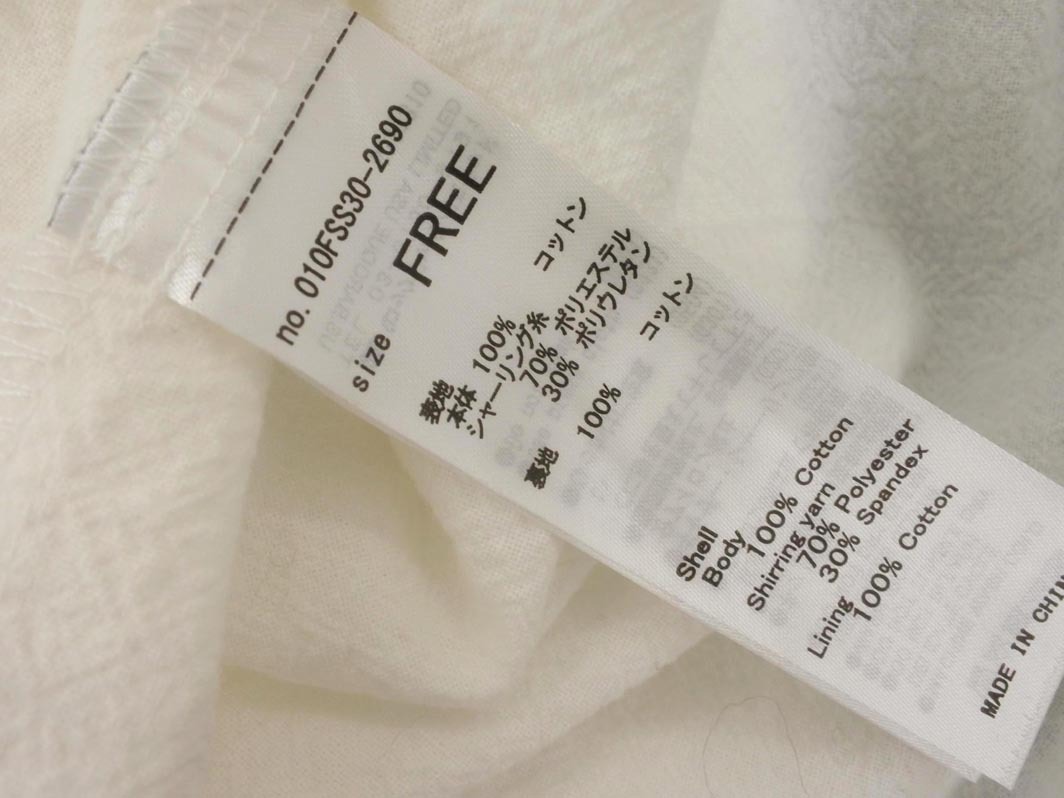 no. 010FSS30-2690
size FREE
表地
本体 100% コットン
シャーリング糸
70% ポリエステル
30% ポリウレタン
裏地 100% コットン
Shell
Body
100% Cotton
Shirring yarn
70% Polyester
30% Spandex
Lining
100% Cotton
MADE IN CHIN